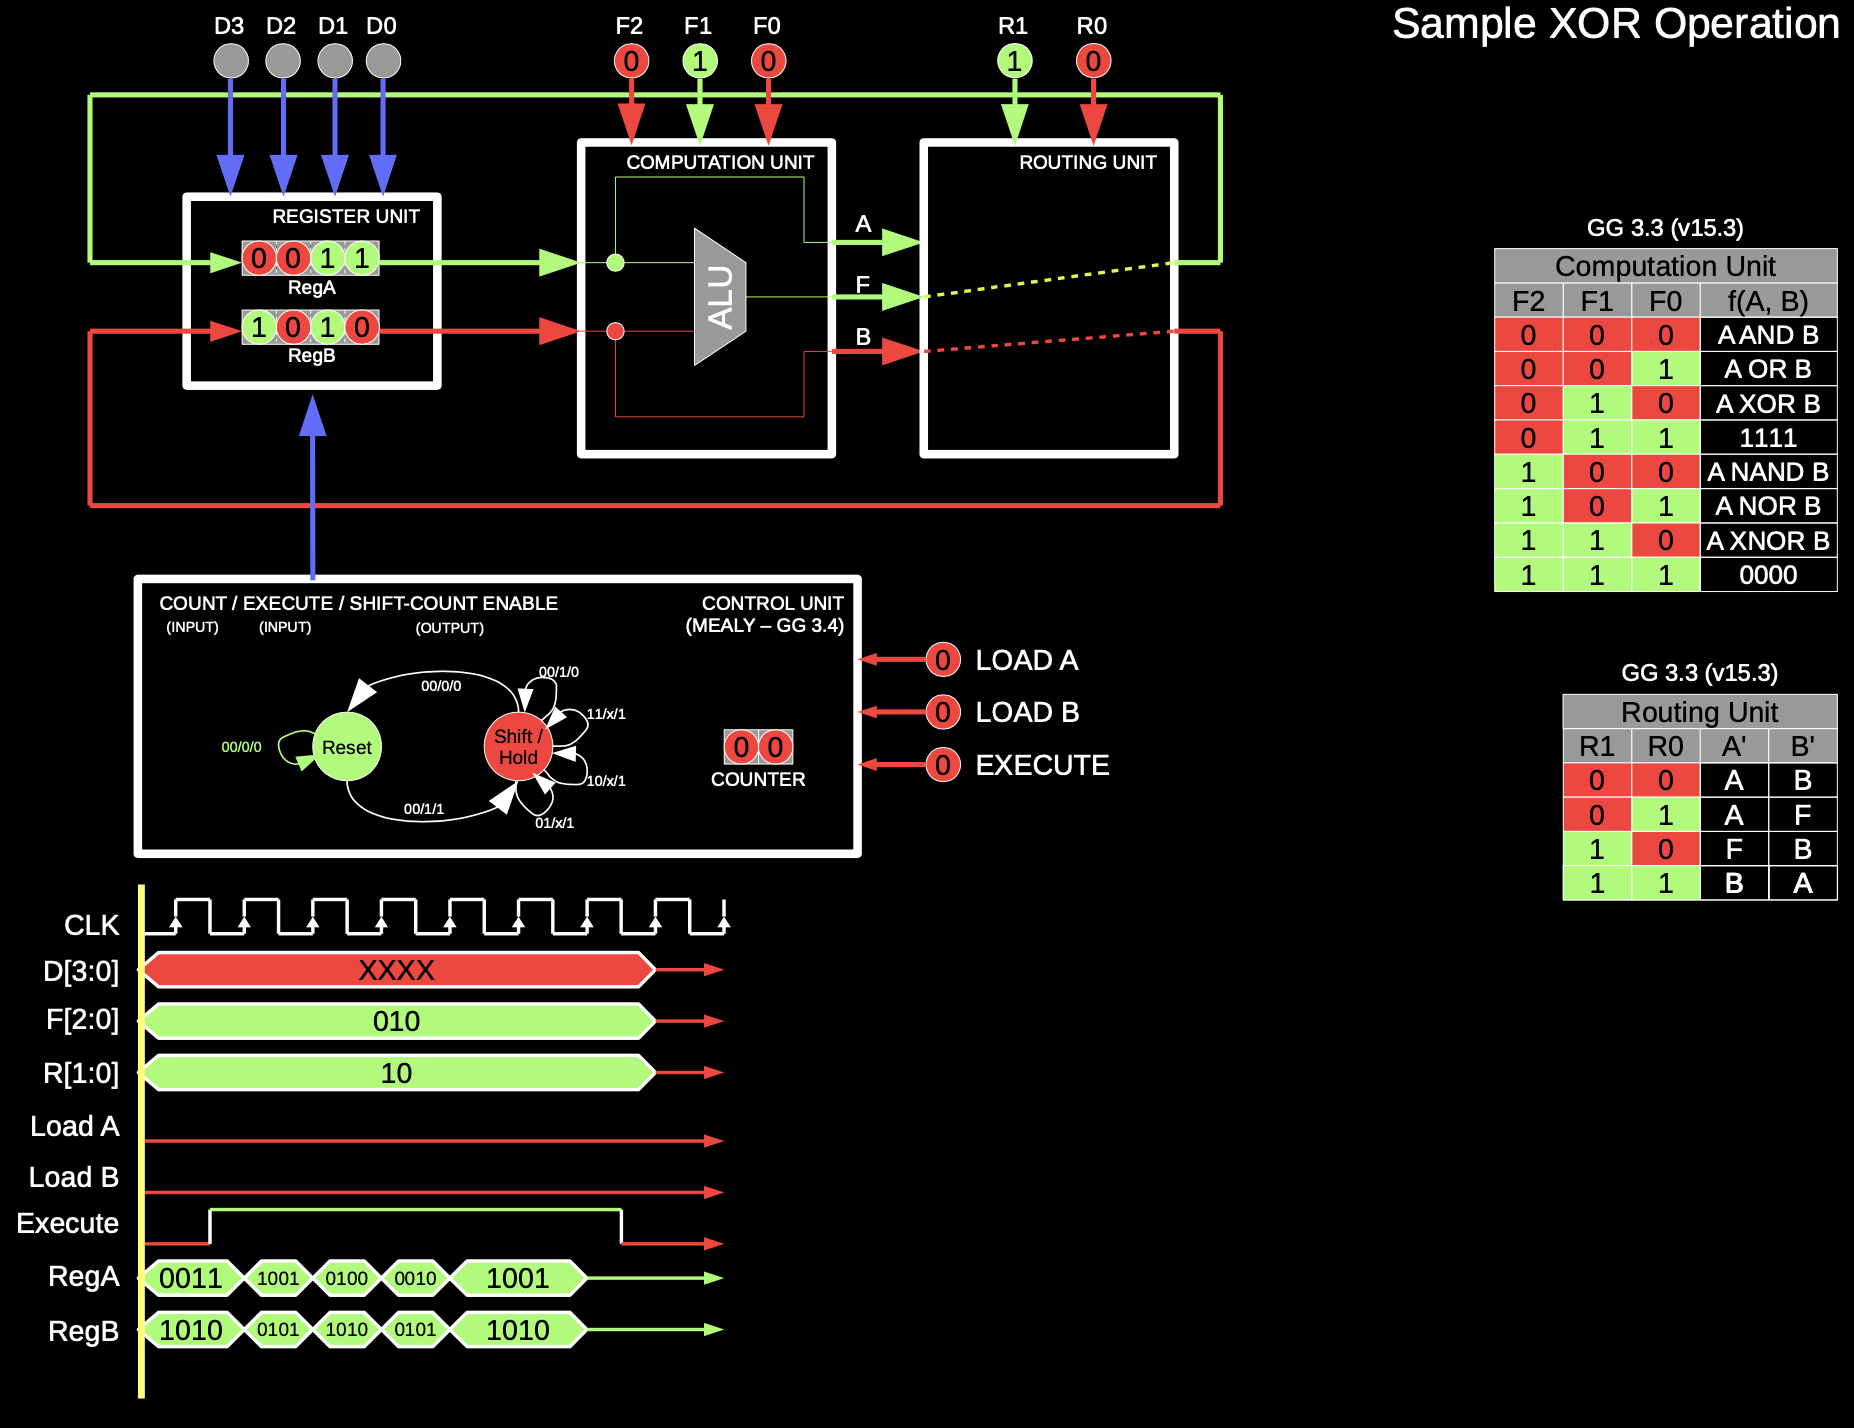 Sample XOR Operation
D3 D2 D1 D0
F2 F1 F0
R1 R0
0 1 0
1 0
COMPUTATION UNIT
ROUTING UNIT
REGISTER UNIT
0 0 1 1
RegA
1 0 1 0
RegB
ALU
A
F
B
GG 3.3 (v15.3)
Computation Unit
F2 F1 F0 f(A, B)
0 0 0 A AND B
0 0 1 A OR B
0 1 0 A XOR B
0 1 1 1111
1 0 0 A NAND B
1 0 1 A NOR B
1 1 0 A XNOR B
1 1 1 0000
COUNT / EXECUTE / SHIFT-COUNT ENABLE
(INPUT) (INPUT) (OUTPUT)
CONTROL UNIT
(MEALY – GG 3.4)
00/0/0
00/1/0
11/x/1
00/0/0
Reset
Shift /
Hold
10/x/1
00/1/1
01/x/1
0 0
COUNTER
0 LOAD A
0 LOAD B
0 EXECUTE
GG 3.3 (v15.3)
Routing Unit
R1 R0 A' B'
0 0 A B
0 1 A F
1 0 F B
1 1 B A
CLK
D[3:0] XXXX
F[2:0] 010
R[1:0] 10
Load A
Load B
Execute
RegA 0011 1001 0100 0010 1001
RegB 1010 0101 1010 0101 1010